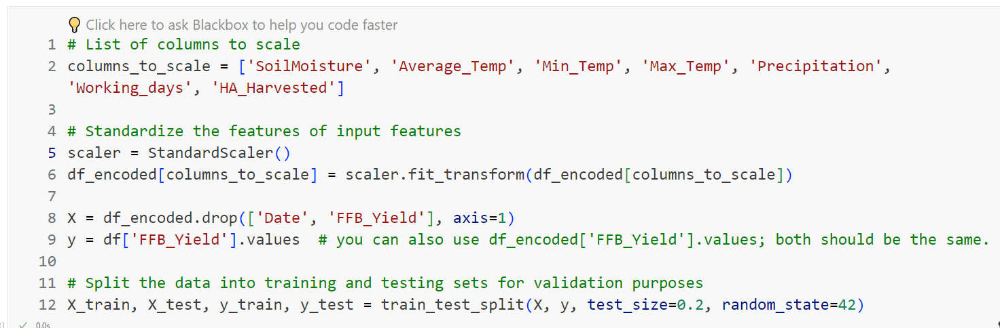 Click here to ask Blackbox to help you code faster
1 # List of columns to scale
2 columns_to_scale = ['SoilMoisture', 'Average_Temp', 'Min_Temp', 'Max_Temp', 'Precipitation',
'Working_days', 'HA_Harvested']
3
4 # Standardize the features of input features
5 scaler = StandardScaler()
6 df_encoded[columns_to_scale] = scaler.fit_transform(df_encoded[columns_to_scale])
7
8 X = df_encoded.drop(['Date', 'FFB_Yield'], axis=1)
9 y = df['FFB_Yield'].values  # you can also use df_encoded['FFB_Yield'].values; both should be the same.
10
11 # Split the data into training and testing sets for validation purposes
12 X_train, X_test, y_train, y_test = train_test_split(X, y, test_size=0.2, random_state=42)
0.0s